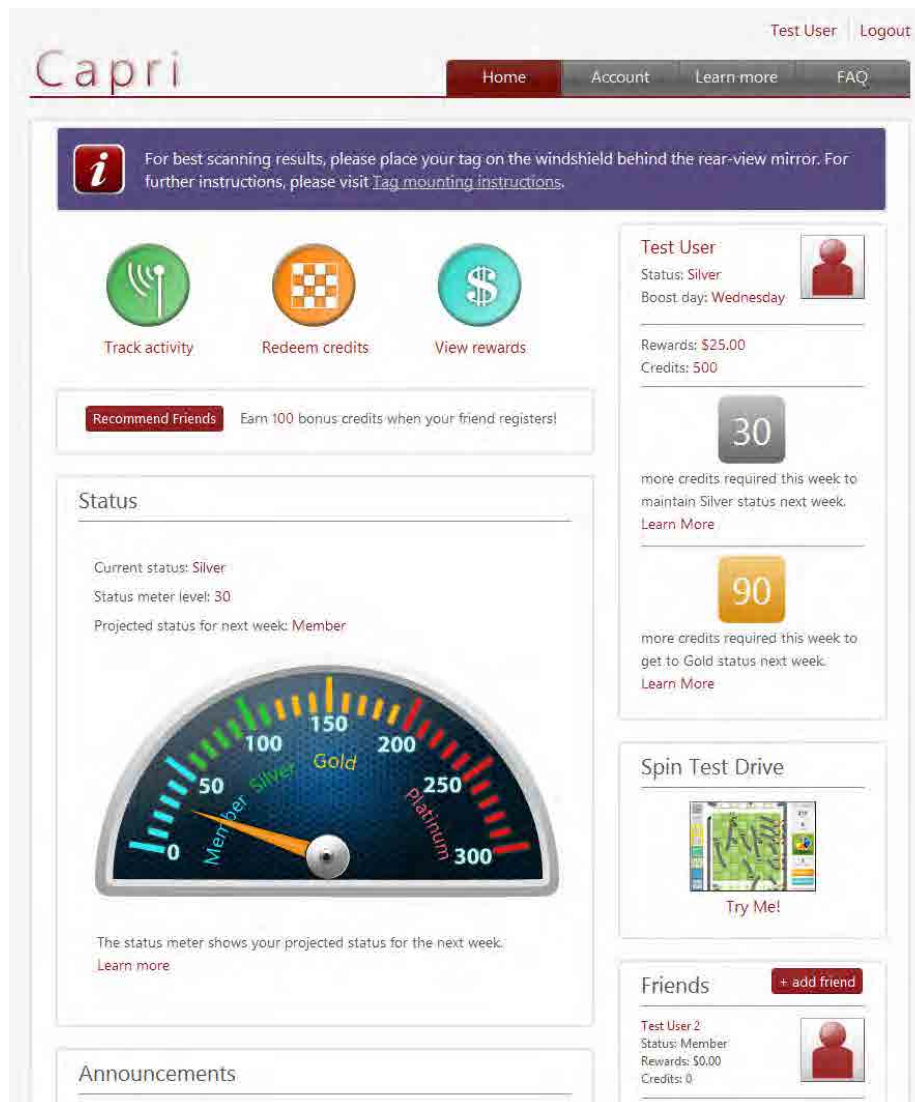 Test User Logout
Capri
Home Account Learn more FAQ
For best scanning results, please place your tag on the windshield behind the rear-view mirror. For
further instructions, please visit Tag mounting instructions.
Track activity
Redeem credits
View rewards
Recommend Friends Earn 100 bonus credits when your friend registers!
Status
Current status: Silver
Status meter level: 30
Projected status for next week: Member
0
50
100
150
200
250
300
Member
Silver
Gold
Platinum
The status meter shows your projected status for the next week.
Learn more
Announcements
Test User
Status: Silver
Boost day: Wednesday
Rewards: $25.00
Credits: 500
30
more credits required this week to
maintain Silver status next week.
Learn More
90
more credits required this week to
get to Gold status next week.
Learn More
Spin Test Drive
Try Me!
Friends
+ add friend
Test User 2
Status: Member
Rewards: $0.00
Credits: 0